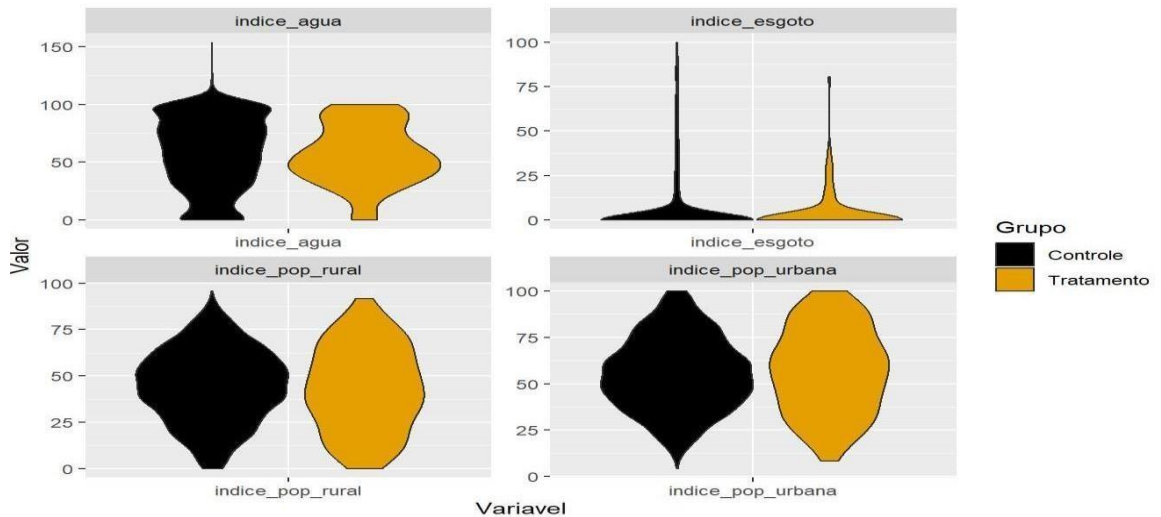 indice_agua
indice_esgoto
150
100
50
0
100
75
50
25
0
indice_agua
indice_esgoto
Valor
indice_pop_rural
indice_pop_urbana
100
75
50
25
0
100
75
50
25
0
indice_pop_rural
indice_pop_urbana
Variavel
Grupo
Controle
Tratamento